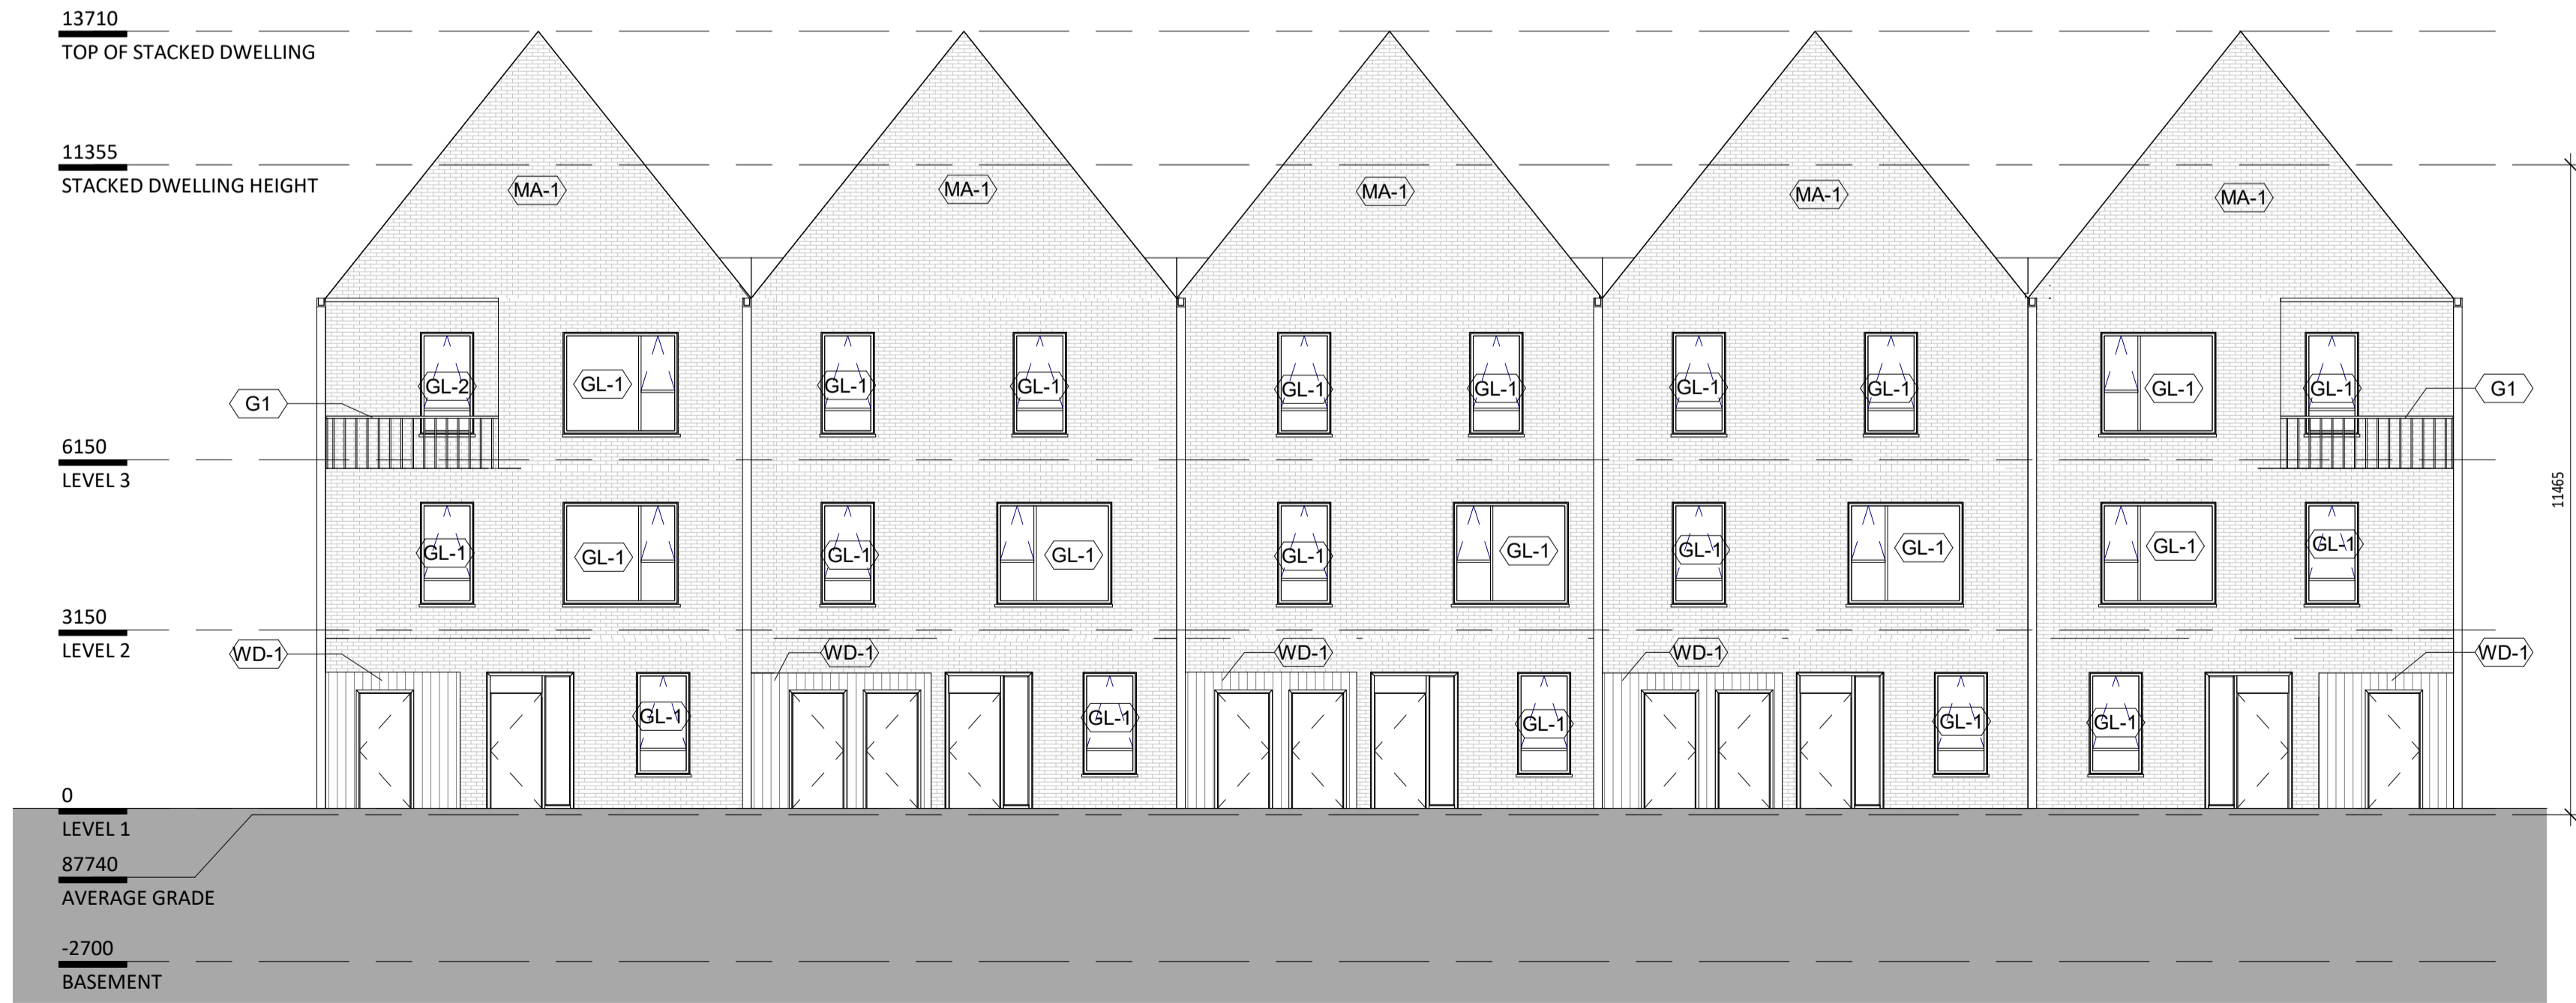 13710
TOP OF STACKED DWELLING
11355
STACKED DWELLING HEIGHT
MA-1 MA-1 MA-1 MA-1 MA-1
GL-2 GL-1 GL-1 GL-1 GL-1 GL-1 GL-1 GL-1 GL-1 GL-1
G1 G1
6150
LEVEL 3
11465
GL-1 GL-1 GL-1 GL-1 GL-1 GL-1 GL-1 GL-1 GL-1 GL-1
3150
LEVEL 2
WD-1 WD-1 WD-1 WD-1 WD-1
GL-1 GL-1 GL-1 GL-1 GL-1
0
LEVEL 1
87740
AVERAGE GRADE
-2700
BASEMENT